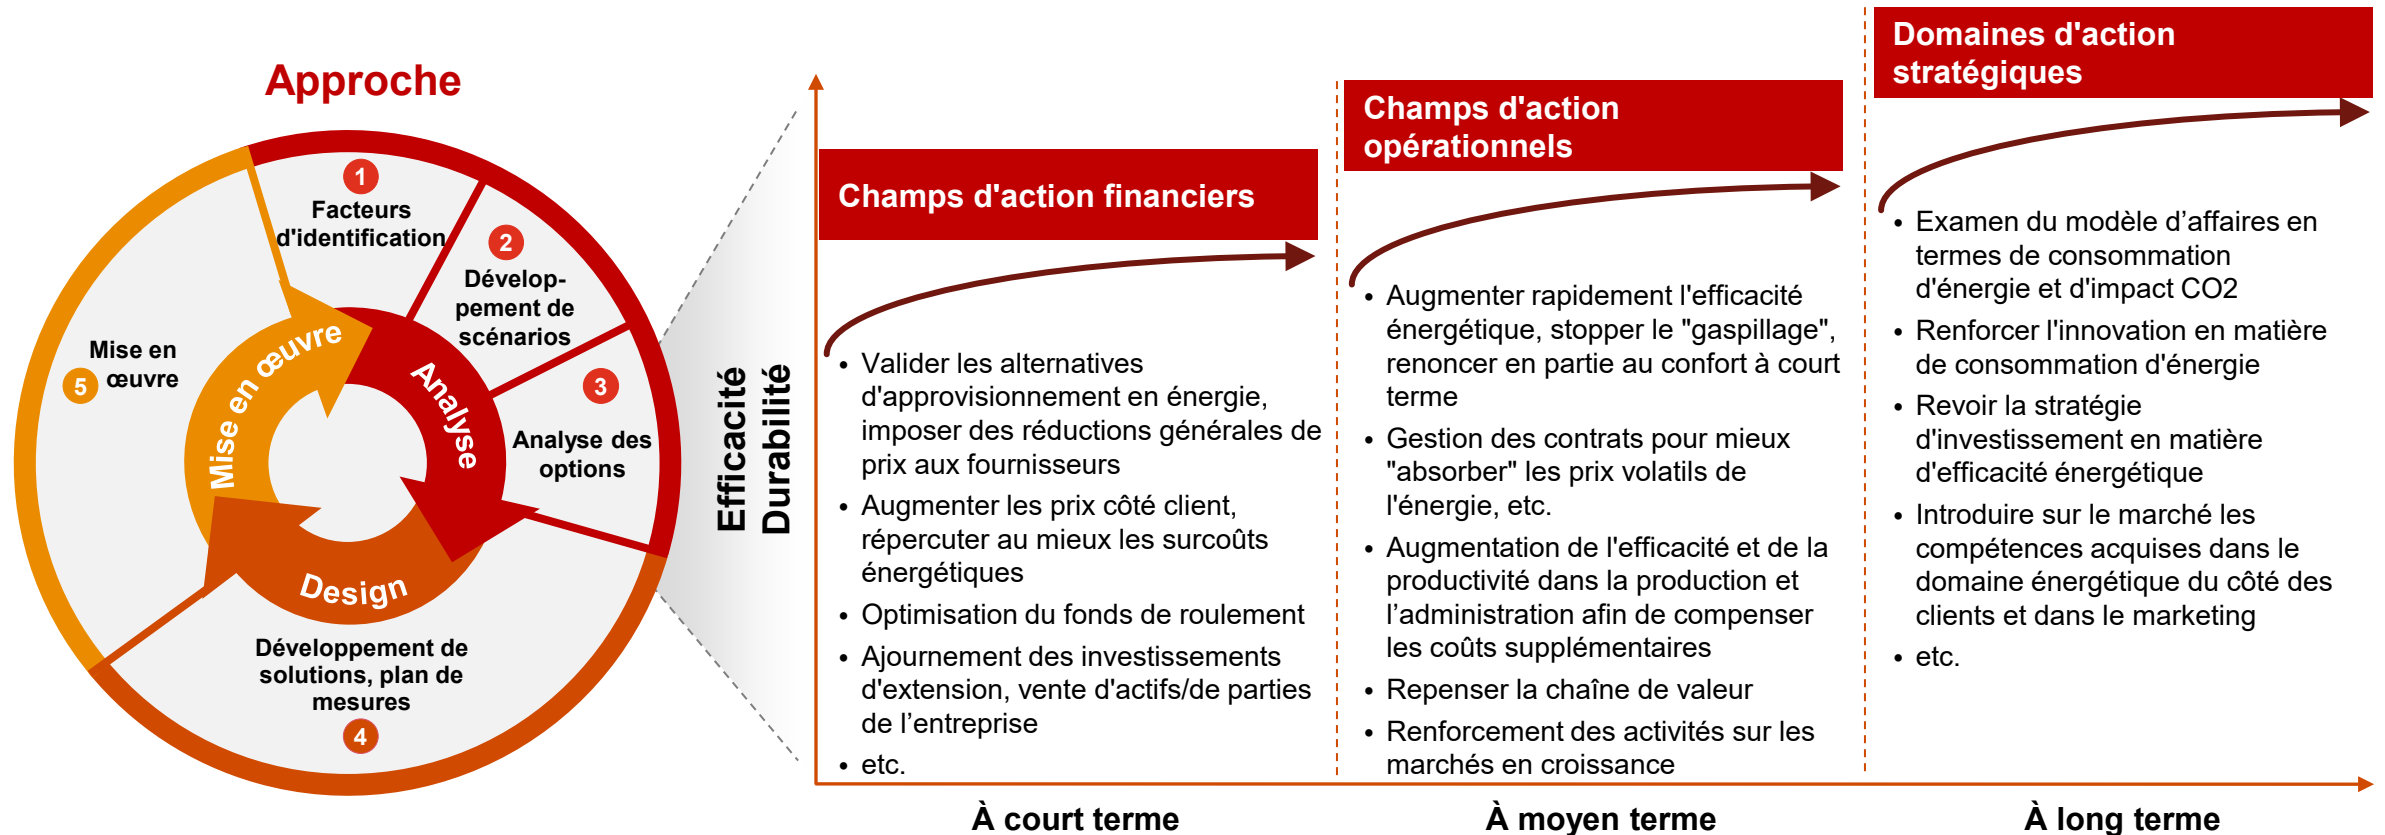 Approche
1
Facteurs
d'identification
2
Dévelop-
pement de
scénarios
3
Analyse des
options
Développement de
solutions, plan de
mesures
4
Mise en
5 œuvre
Mise en œuvre
Analyse
Design
Efficacité
Durabilité
Champs d'action financiers
• Valider les alternatives
d'approvisionnement en énergie,
imposer des réductions générales de
prix aux fournisseurs
• Augmenter les prix côté client,
répercuter au mieux les surcoûts
énergétiques
• Optimisation du fonds de roulement
• Ajournement des investissements
d'extension, vente d'actifs/de parties
de l’entreprise
• etc.
À court terme
Champs d'action
opérationnels
• Augmenter rapidement l'efficacité
énergétique, stopper le "gaspillage",
renoncer en partie au confort à court
terme
• Gestion des contrats pour mieux
"absorber" les prix volatils de
l'énergie, etc.
• Augmentation de l'efficacité et de la
productivité dans la production et
l’administration afin de compenser
les coûts supplémentaires
• Repenser la chaîne de valeur
• Renforcement des activités sur les
marchés en croissance
À moyen terme
Domaines d'action
stratégiques
• Examen du modèle d’affaires en
termes de consommation
d'énergie et d'impact CO2
• Renforcer l'innovation en matière
de consommation d'énergie
• Revoir la stratégie
d'investissement en matière
d'efficacité énergétique
• Introduire sur le marché les
compétences acquises dans le
domaine énergétique du côté des
clients et dans le marketing
• etc.
À long terme